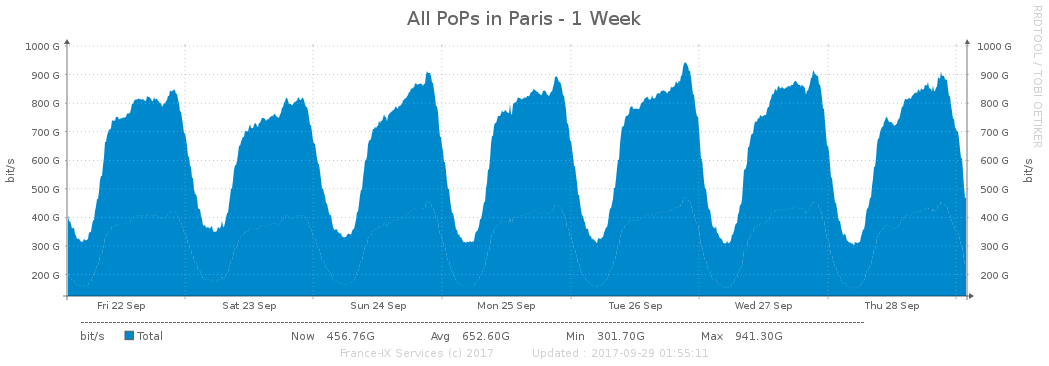 All PoPs in Paris - 1 Week
RRDTOOL / TOBI OETIKER
1000 G 1000 G
900 G 900 G
800 G 800 G
700 G 700 G
600 G 600 G
500 G 500 G
400 G 400 G
300 G 300 G
200 G 200 G
bit/s bit/s
Fri 22 Sep Sat 23 Sep Sun 24 Sep Mon 25 Sep Tue 26 Sep Wed 27 Sep Thu 28 Sep
bit/s Total Now 456.76G Avg 652.60G Min 301.70G Max 941.30G
France-IX Services (c) 2017 Updated : 2017-09-29 01:55:11